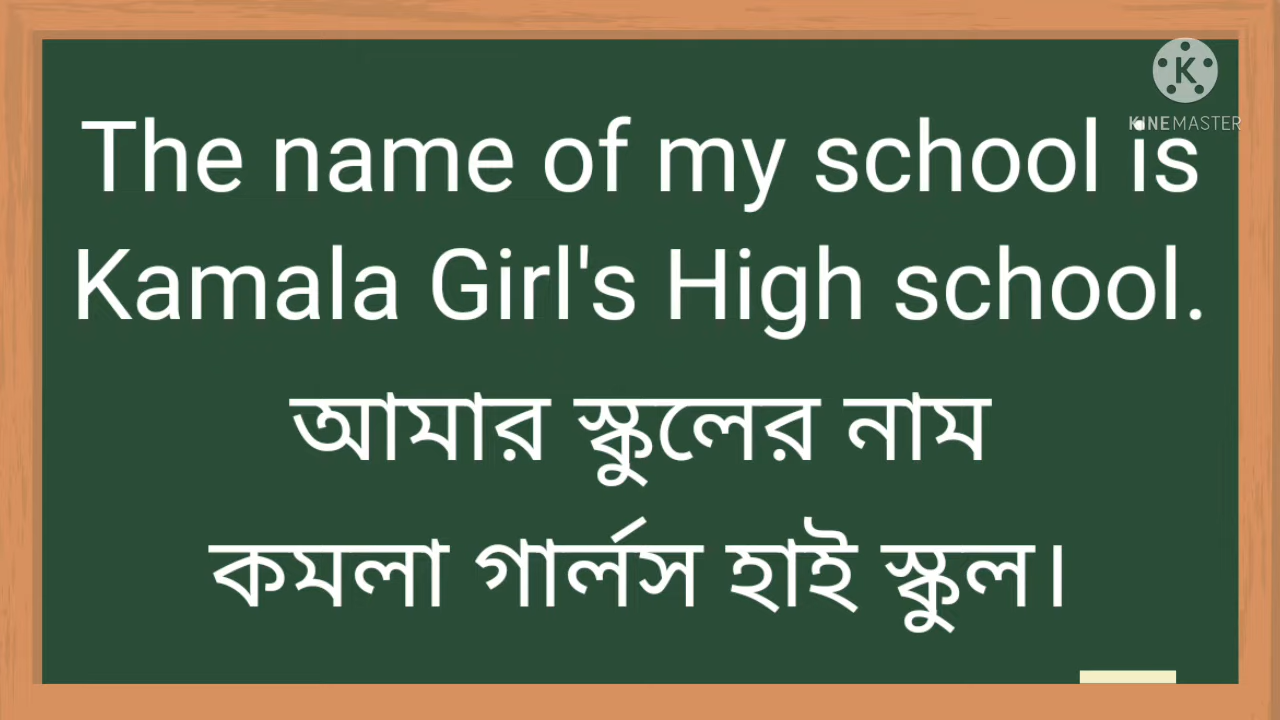 K
KINEMASTER
The name of my school is
Kamala Girl's High school.
আমার স্কুলের নাম
কমলা গার্লস হাই স্কুল।